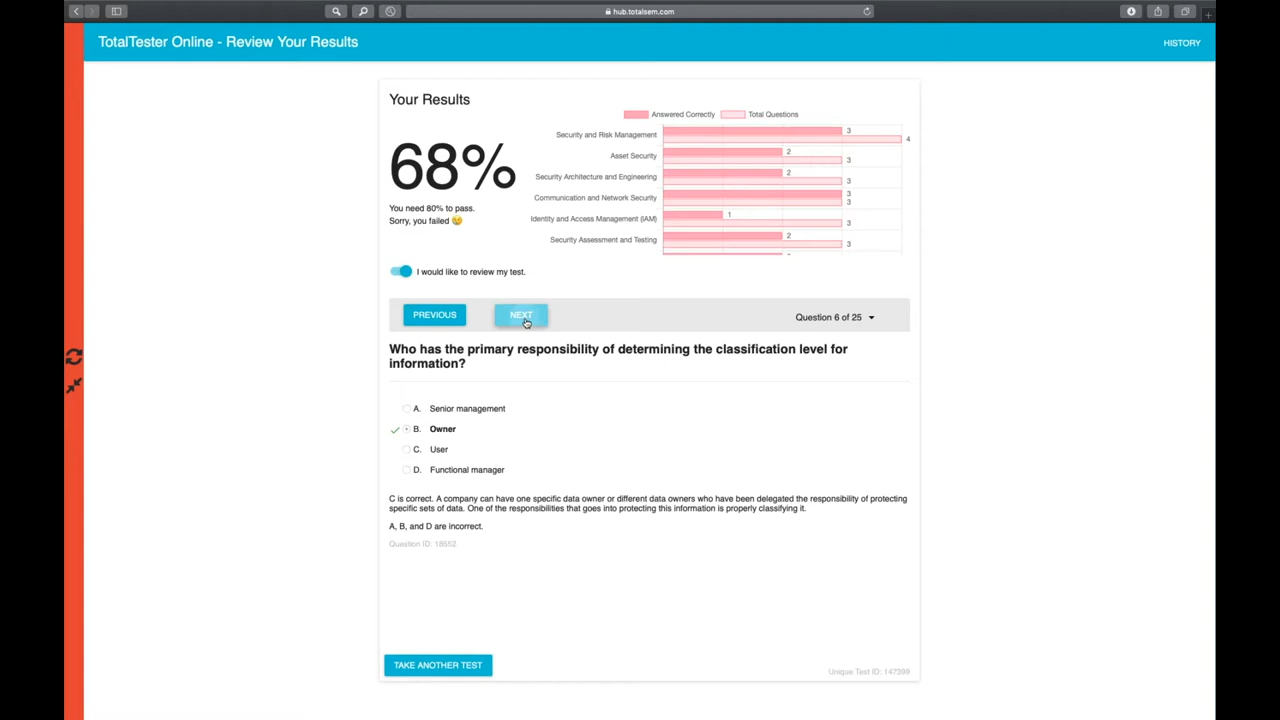 hub.totalsem.com
TotalTester Online - Review Your Results
HISTORY
Your Results
Answered Correctly
Total Questions
68%
You need 80% to pass.
Sorry, you failed 😢
Security and Risk Management
3
4
Asset Security
2
3
Security Architecture and Engineering
2
3
Communication and Network Security
3
3
Identity and Access Management (IAM)
1
3
Security Assessment and Testing
2
3
I would like to review my test.
PREVIOUS
NEXT
Question 6 of 25
Who has the primary responsibility of determining the classification level for
information?
A. Senior management
B. Owner
C. User
D. Functional manager
C is correct. A company can have one specific data owner or different data owners who have been delegated the responsibility of protecting
specific sets of data. One of the responsibilities that goes into protecting this information is properly classifying it.
A, B, and D are incorrect.
Question ID: 18552
TAKE ANOTHER TEST
Unique Test ID: 147399